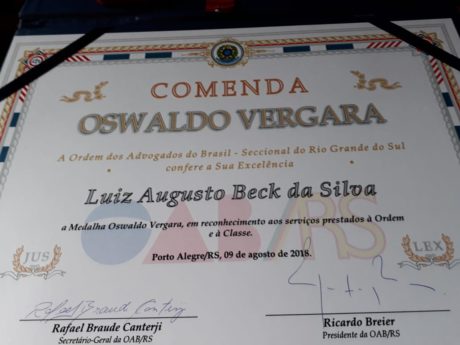 COMENDA
OSWALDO VERGARA
A Ordem dos Advogados do Brasil - Seccional do Rio Grande do Sul
confere a Sua Excelência
Luiz Augusto Beck da Silva
OAB/RS
a Medalha Oswaldo Vergara, em reconhecimento aos serviços prestados à Ordem
e à Classe.
JUS
LEX
Porto Alegre/RS, 09 de agosto de 2018.
Rafael Braude Canterji
Rafael Braude Canterji
Secretário-Geral da OAB/RS
Ricardo Breier
Presidente da OAB/RS